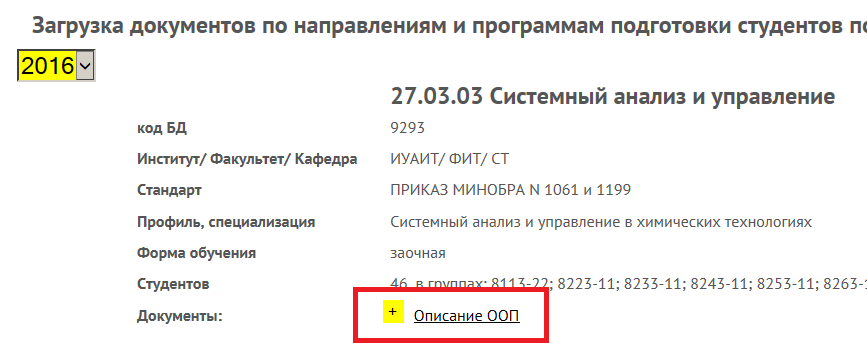 Загрузка документов по направлениям и программам подготовки студентов
2016
27.03.03 Системный анализ и управление
код БД 9293
Институт/ Факультет/ Кафедра ИУАИТ/ ФИТ/ СТ
Стандарт ПРИКАЗ МИНОБРА N 1061 и 1199
Профиль, специализация Системный анализ и управление в химических технологиях
Форма обучения заочная
Студентов 46, в группах: 8113-22; 8223-11; 8233-11; 8243-11; 8253-11; 8263-
Документы: + Описание ООП